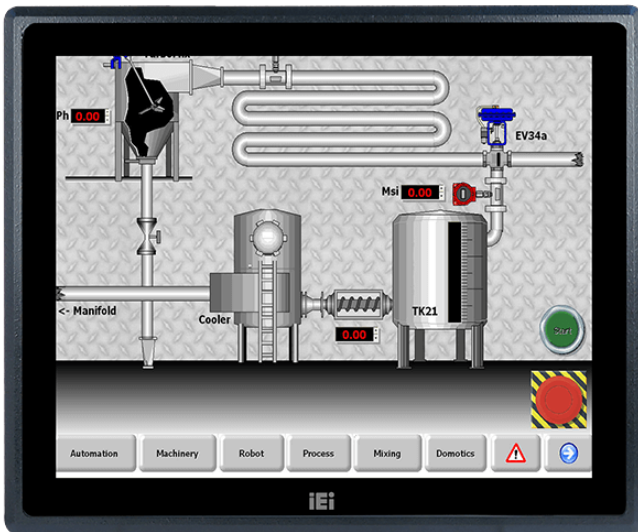 Ph 0.00
EV34a
Msi 0.00
<- Manifold
Cooler
TK21
0.00
Start
Automation
Machinery
Robot
Process
Mixing
Domotics
iEi